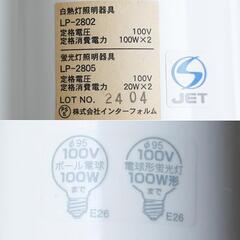 白熱灯照明器具
LP-2802
定格電圧 100V
定格消費電力 100W×2
蛍光灯照明器具
LP-2805
定格電圧 100V
定格消費電力 20W×2
LOT NO. 2404
株式会社インターフォルム
JET
φ95
100V
ボール電球
100W
まで
E26
φ95
100V
電球形蛍光灯
100W形
まで
E26